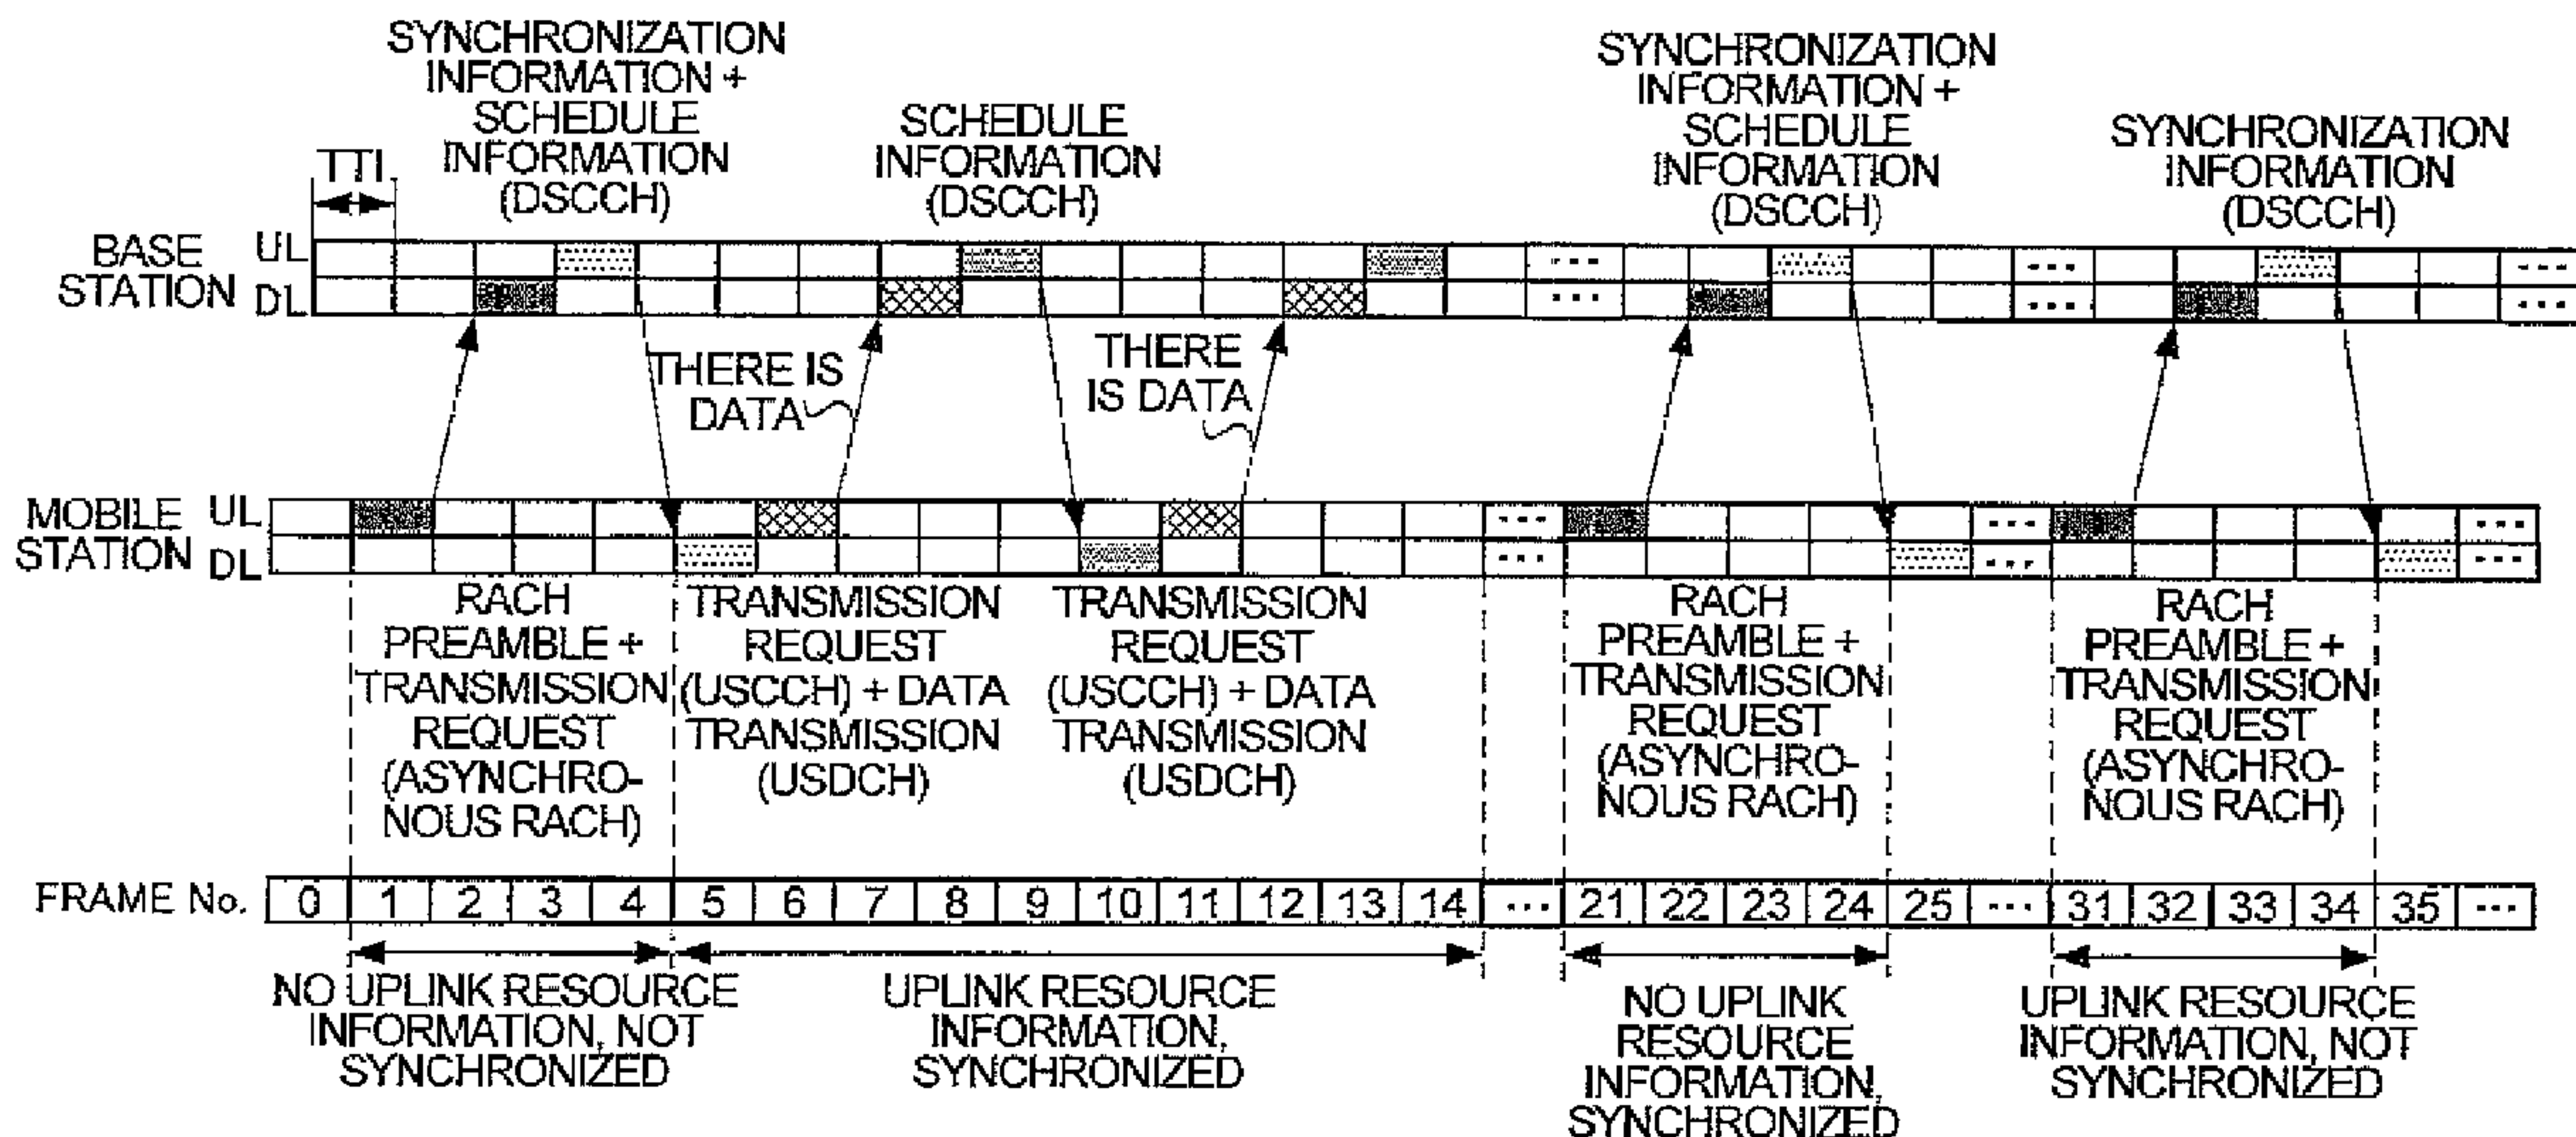 SYNCHRONIZATION
INFORMATION +
SCHEDULE
INFORMATION
(DSCCH)
SCHEDULE
INFORMATION
(DSCCH)
SYNCHRONIZATION
INFORMATION +
SCHEDULE
INFORMATION
(DSCCH)
SYNCHRONIZATION
INFORMATION
(DSCCH)
TTI
BASE
STATION
UL
DL
... ... ...
... ... ...
THERE IS
DATA
THERE
IS DATA
MOBILE
STATION
UL
DL
... ... ...
... ... ...
RACH
PREAMBLE +
TRANSMISSION
REQUEST
(ASYNCHRO-
NOUS RACH)
TRANSMISSION
REQUEST
(USCCH) + DATA
TRANSMISSION
(USDCH)
TRANSMISSION
REQUEST
(USCCH) + DATA
TRANSMISSION
(USDCH)
RACH
PREAMBLE +
TRANSMISSION
REQUEST
(ASYNCHRO-
NOUS RACH)
RACH
PREAMBLE +
TRANSMISSION
REQUEST
(ASYNCHRO-
NOUS RACH)
FRAME No. 0 1 2 3 4 5 6 7 8 9 10 11 12 13 14 ... 21 22 23 24 25 ... 31 32 33 34 35 ...
NO UPLINK RESOURCE
INFORMATION, NOT
SYNCHRONIZED
UPLINK RESOURCE
INFORMATION,
SYNCHRONIZED
NO UPLINK
RESOURCE
INFORMATION,
SYNCHRONIZED
UPLINK RESOURCE
INFORMATION, NOT
SYNCHRONIZED